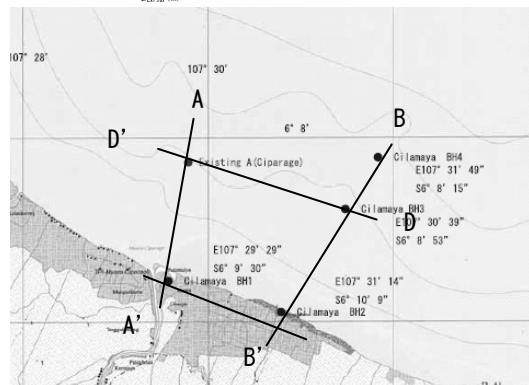 107° 28'
107° 30'
A
B
D'
6° 8'
Existing A(Ciparage)
Cilamaya BH4
E107° 31' 49"
S6° 8' 15"
Cilamaya BH3
D
E107° 30' 39"
S6° 8' 53"
E107° 29' 29"
S6° 9' 30"
Cilamaya BH1
E107° 31' 14"
S6° 10' 9"
Cilamaya BH2
A'
B'